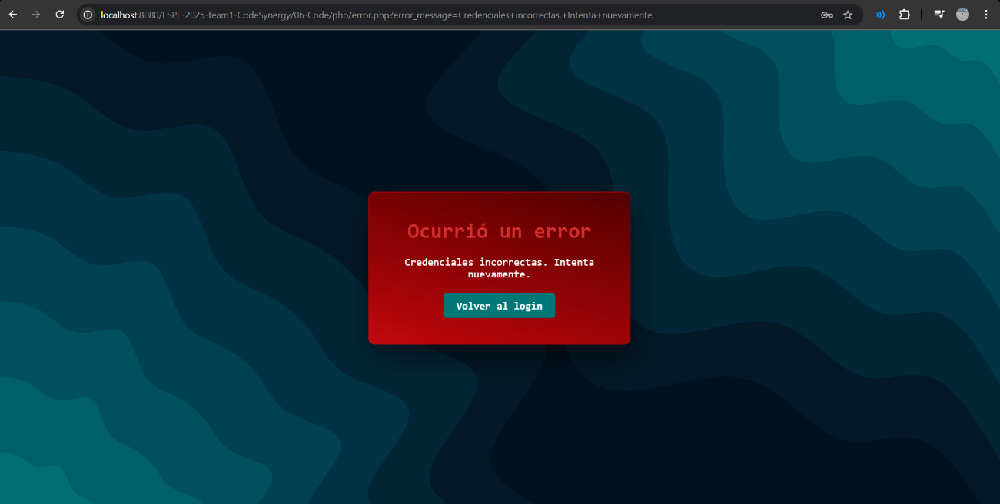 localhost:8080/ESPE-2025-team1-CodeSynergy/06-Code/php/error.php?error_message=Credenciales+incorrectas.+Intenta+nuevamente.
Ocurrió un error
Credenciales incorrectas. Intenta
nuevamente.
Volver al login